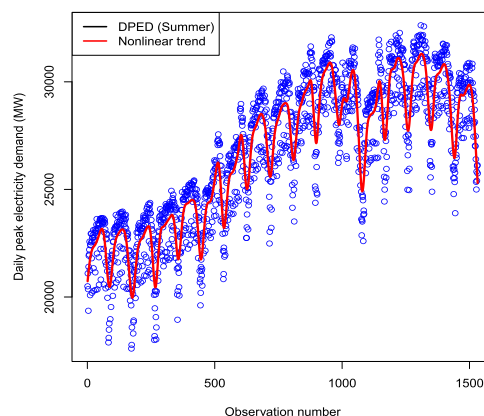 DPED (Summer)
Nonlinear trend
Daily peak electricity demand (MW)
30000
25000
20000
0
500
1000
1500
Observation number